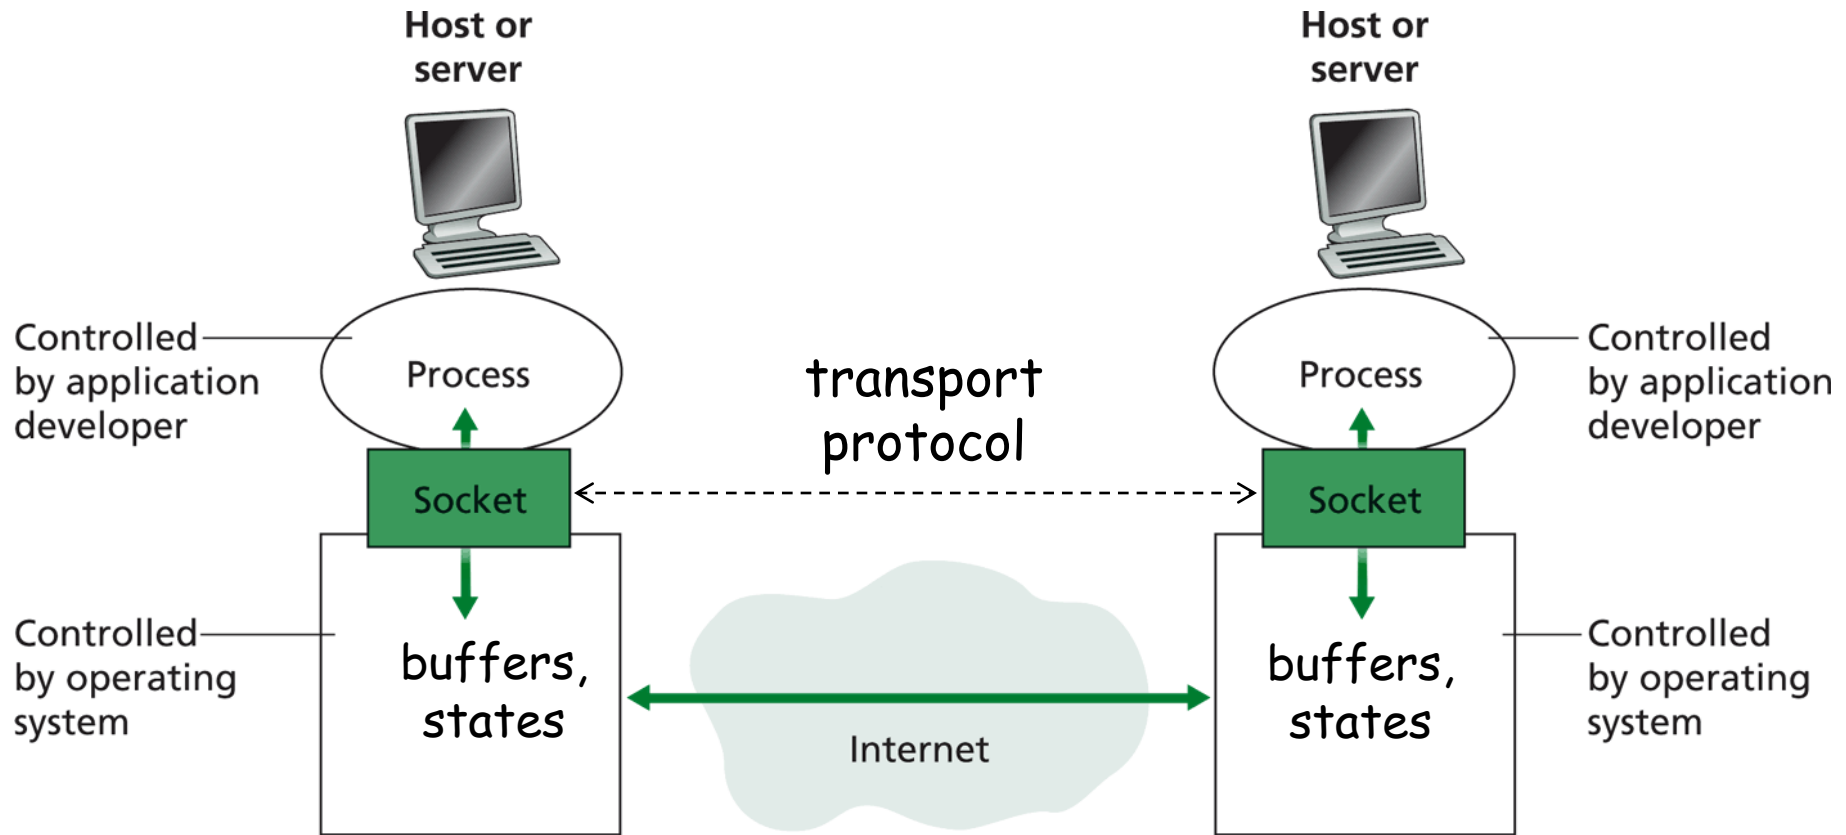 Host or
server
Host or
server
Controlled
by application
developer
Process
transport
protocol
Process
Controlled
by application
developer
Socket
Socket
Controlled
by operating
system
buffers,
states
Internet
buffers,
states
Controlled
by operating
system